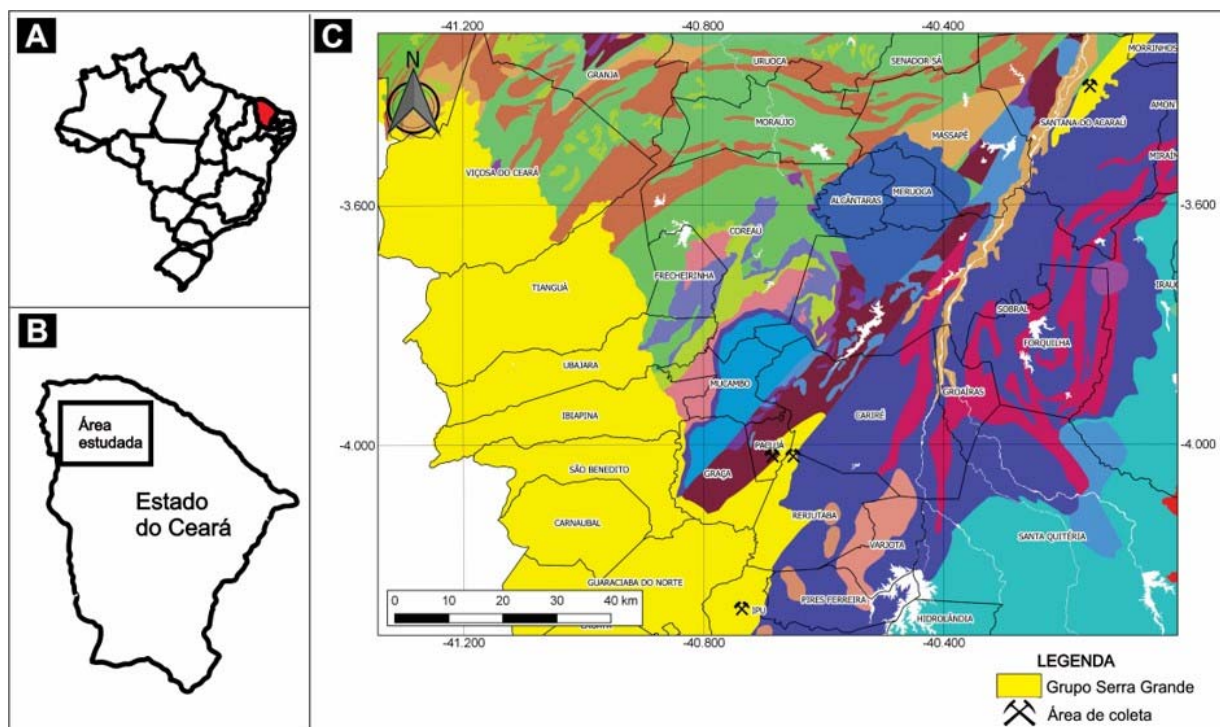 A
B
Área
estudada
Estado
do Ceará
C
-41.200
-40.800
-40.400
N
GRANJA
URUOCA
SENADOR SÁ
MORRINHOS
MORAÚJO
MASSAPÊ
SANTANA DO ACARAÚ
AMONT
MIRAÍM
VIÇOSA DO CEARÁ
ALCÂNTARAS
MERUOCA
-3.600
-3.600
COREAÚ
FRECHEIRINHA
TIANGUÁ
IRAUÇ
SOBRAL
FORQUILHA
UBAJARA
MUCAMBO
GROAÍRAS
IBIAPINA
CARIRÉ
-4.000
-4.000
PACUJÁ
SÃO BENEDITO
GRAÇA
CARNAUBAL
RERIUTABA
VARJOTA
SANTA QUITÉRIA
GUARACIABA DO NORTE
PIRES FERREIRA
IPU
HIDROLÂNDIA
0 10 20 30 40 km
-41.200
-40.800
-40.400
LEGENDA
Grupo Serra Grande
Área de coleta